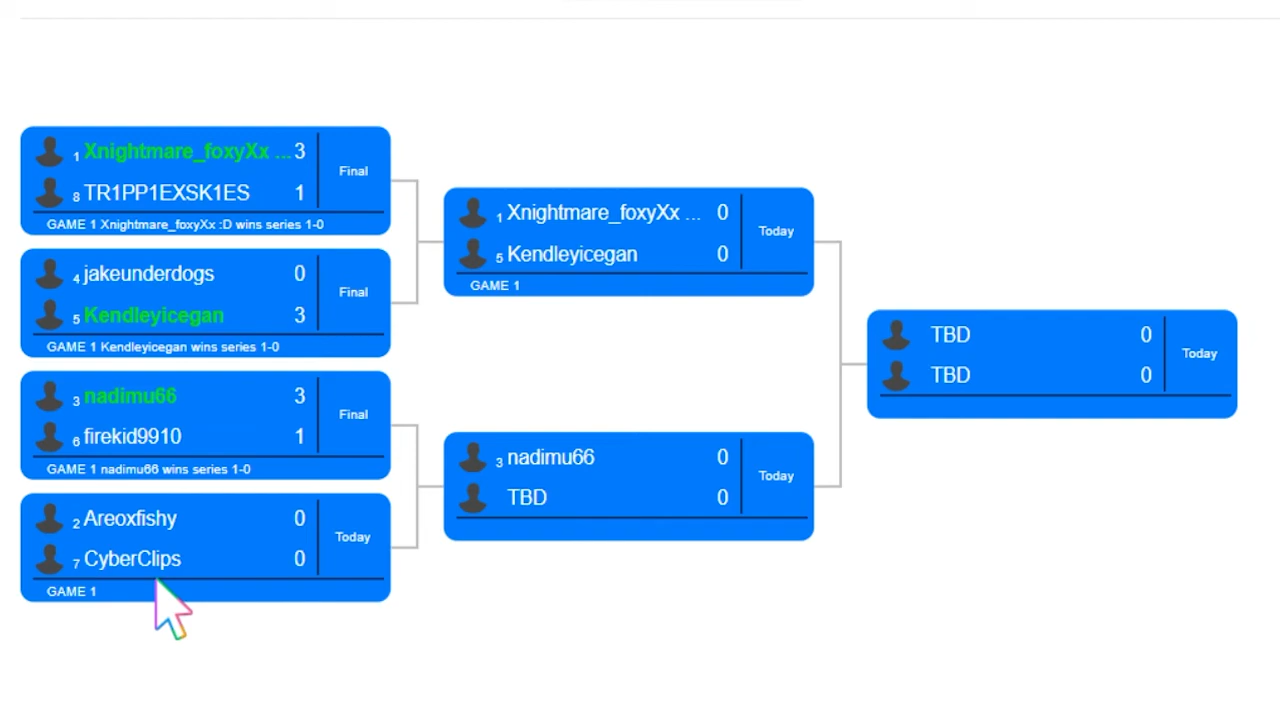 1 Xnightmare_foxyXx ... 3
8 TR1PP1EXSK1ES 1
Final
GAME 1 Xnightmare_foxyXx :D wins series 1-0
4 jakeunderdogs 0
5 Kendleyicegan 3
Final
GAME 1 Kendleyicegan wins series 1-0
3 nadimu66 3
6 firekid9910 1
Final
GAME 1 nadimu66 wins series 1-0
2 Areoxfishy 0
7 CyberClips 0
Today
GAME 1
1 Xnightmare_foxyXx ... 0
5 Kendleyicegan 0
Today
GAME 1
3 nadimu66 0
TBD 0
Today
TBD 0
TBD 0
Today